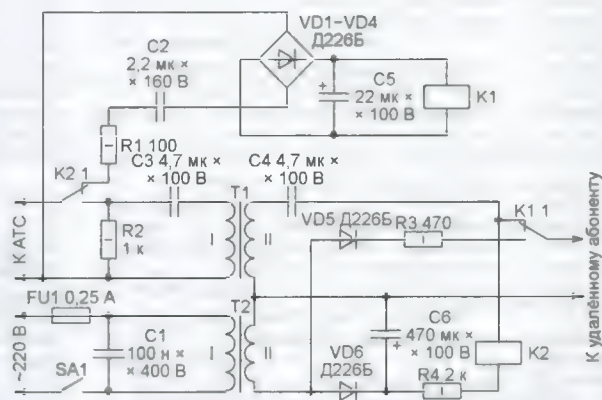 VD1-VD4
Д226Б
C2
2,2 мк ×
× 160 В
C5
22 мк ×
× 100 В
K1
R1 100
K2.1
C3 4,7 мк ×
× 100 В
C4 4,7 мк ×
× 100 В
T1
К АТС
R2
1 к
I
II
VD5 Д226Б
R3 470
K1 1
FU1 0,25 А
~220 В
SA1
C1
100 н ×
× 400 В
T2
I
II
VD6
Д226Б
C6
470 мк ×
× 100 В
R4 2 к
K2
К удалённому абоненту